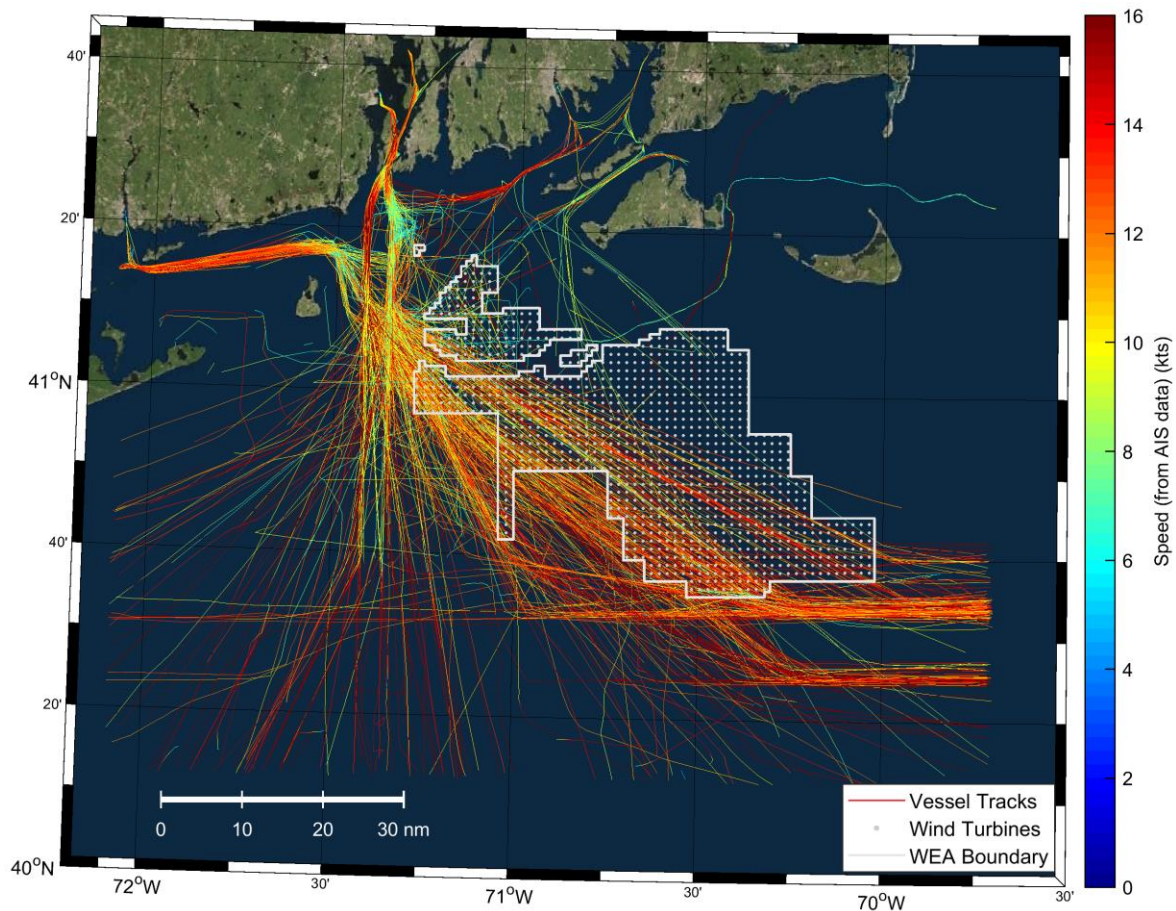 40'
20'
41°N
40'
20'
40°N
72°W
30'
71°W
30'
70°W
30'
0 10 20 30 nm
Vessel Tracks
Wind Turbines
WEA Boundary
16
14
12
10
8
6
4
2
0
Speed (from AIS data) (kts)